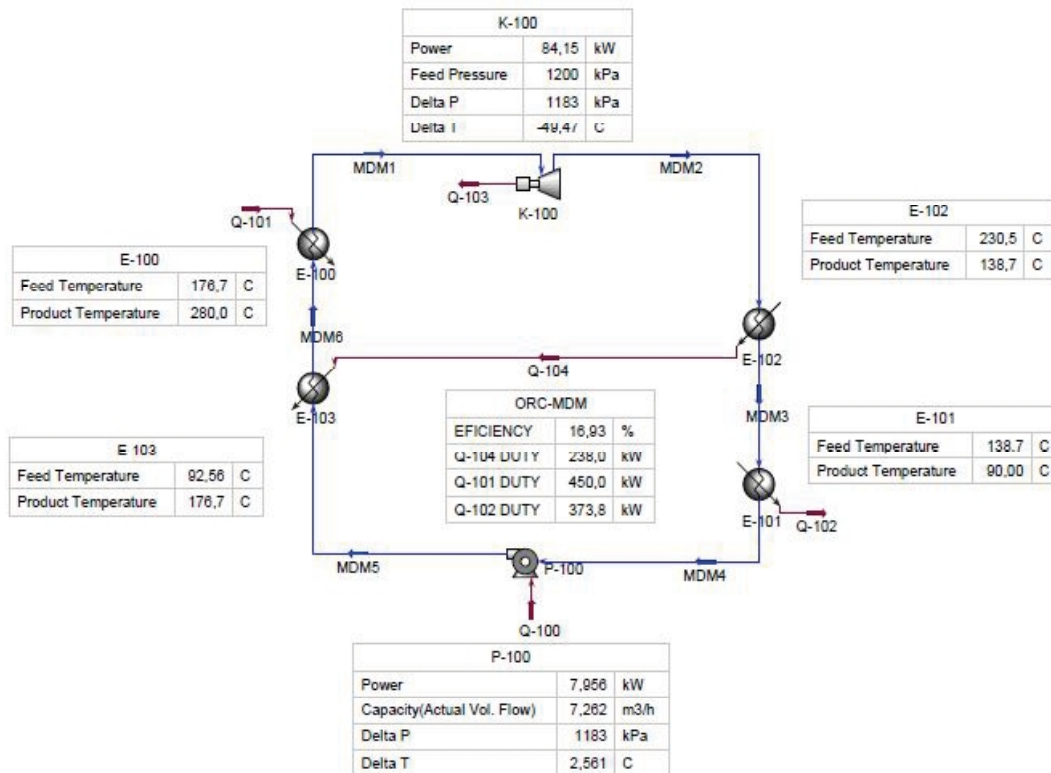 K-100
Power 84,15 kW
Feed Pressure 1200 kPa
Delta P 1183 kPa
Delta T -49,47 C
MDM1
MDM2
Q-103
K-100
Q-101
E-100
E-102
Feed Temperature 230,5 C
Product Temperature 138,7 C
E-100
Feed Temperature 176,7 C
Product Temperature 280,0 C
MDM6
E-102
Q-104
E-103
MDM3
ORC-MDM
EFICIENCY 16,93 %
Q-104 DUTY 238,0 kW
Q-101 DUTY 450,0 kW
Q-102 DUTY 373,8 kW
E-101
Feed Temperature 138.7 C
Product Temperature 90,00 C
E 103
Feed Temperature 92,56 C
Product Temperature 176,7 C
E-101
Q-102
MDM5
P-100
MDM4
Q-100
P-100
Power 7,956 kW
Capacity(Actual Vol. Flow) 7,262 m3/h
Delta P 1183 kPa
Delta T 2,561 C